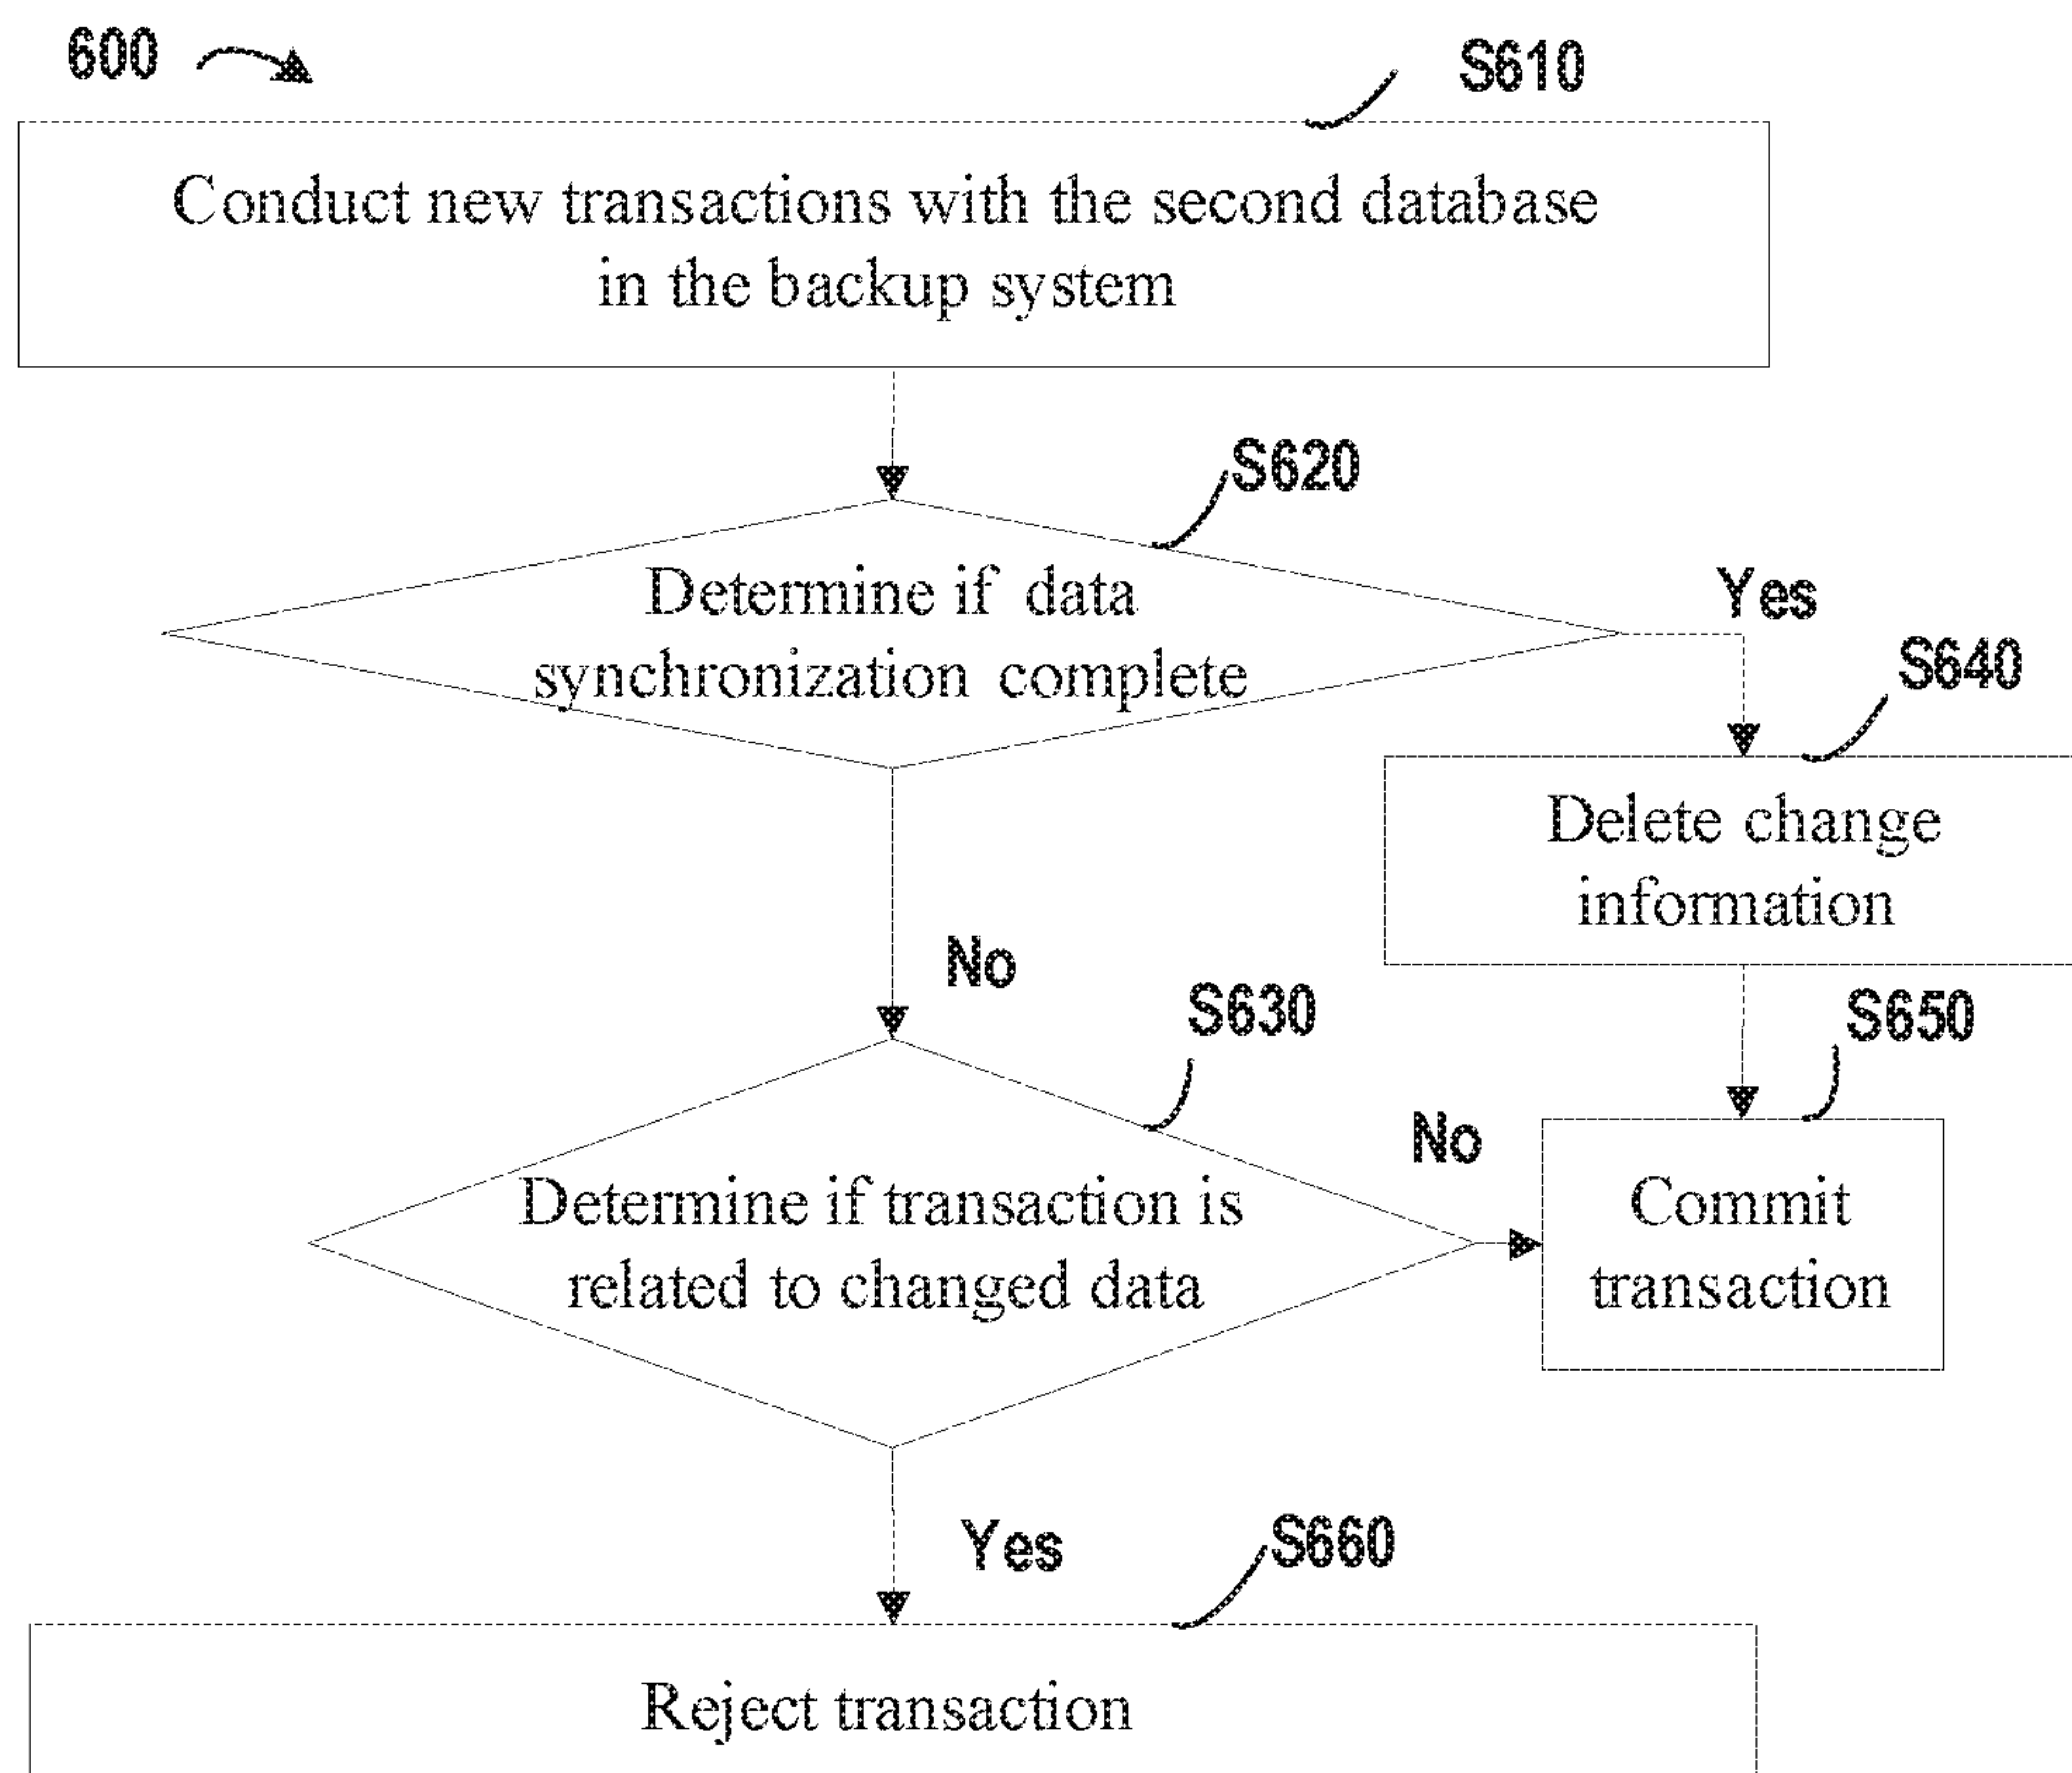 600
S610
Conduct new transactions with the second database
in the backup system
S620
Determine if data
synchronization complete
Yes
S640
Delete change
information
No
S630
S650
No
Determine if transaction is
related to changed data
Commit
transaction
Yes
S660
Reject transaction